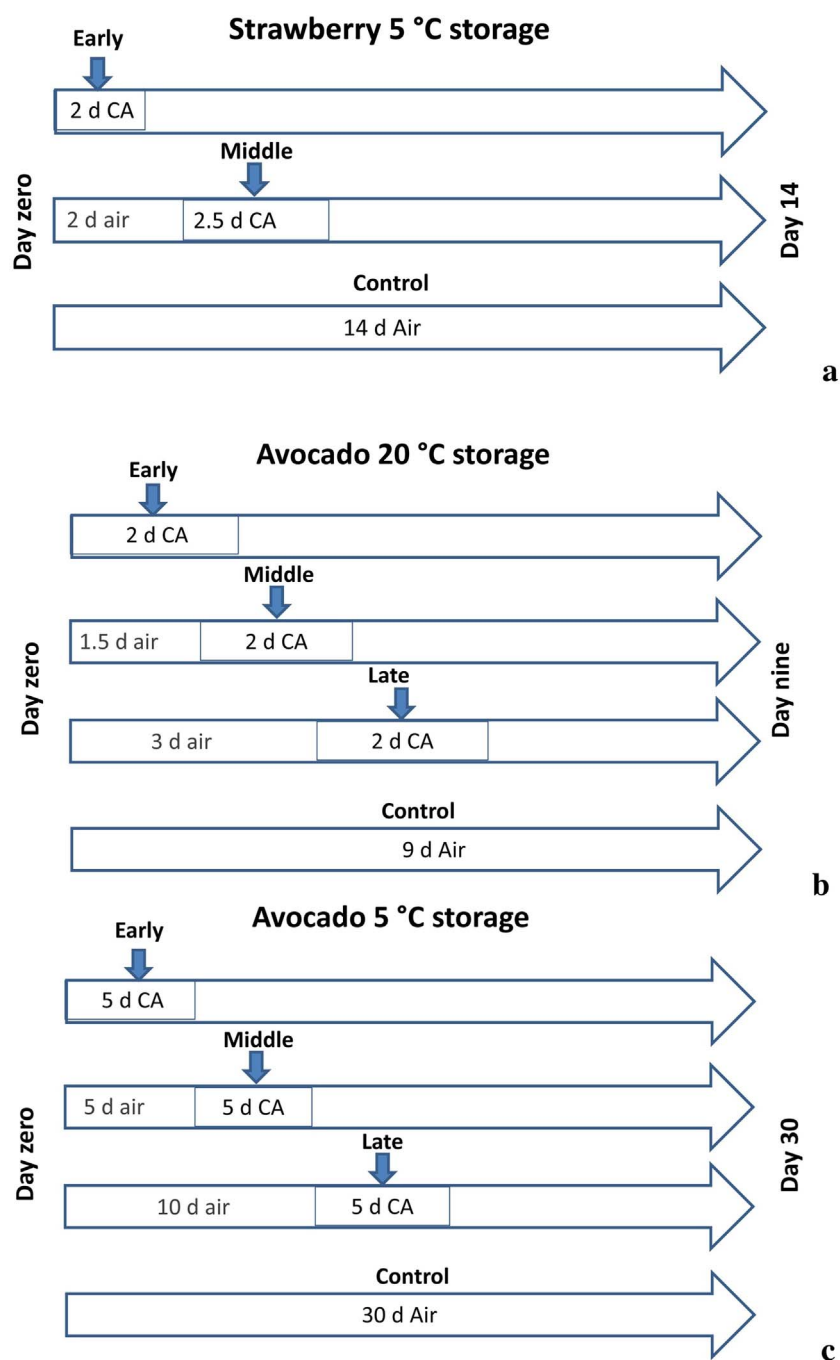 Strawberry 5 °C storage
Early
2 d CA
Middle
2 d air
2.5 d CA
Control
14 d Air
Day zero
Day 14
a
Avocado 20 °C storage
Early
2 d CA
Middle
1.5 d air
2 d CA
Late
3 d air
2 d CA
Control
9 d Air
Day zero
Day nine
b
Avocado 5 °C storage
Early
5 d CA
Middle
5 d air
5 d CA
Late
10 d air
5 d CA
Control
30 d Air
Day zero
Day 30
c